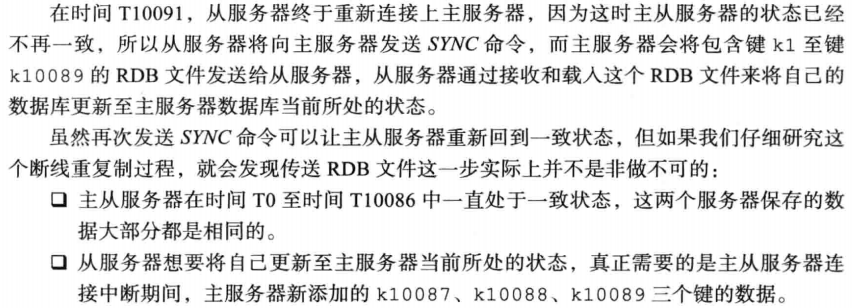 在时间 T10091，从服务器终于重新连接上主服务器，因为这时主从服务器的状态已经
不再一致，所以从服务器将向主服务器发送 SYNC 命令，而主服务器会将包含键 k1 至键
k10089 的 RDB 文件发送给从服务器，从服务器通过接收和载入这个 RDB 文件来将自己的
数据库更新至主服务器数据库当前所处的状态。
虽然再次发送 SYNC 命令可以让主从服务器重新回到一致状态，但如果我们仔细研究这
个断线重复制过程，就会发现传送 RDB 文件这一步实际上并不是非做不可的：
❏ 主从服务器在时间 T0 至时间 T10086 中一直处于一致状态，这两个服务器保存的数
据大部分都是相同的。
❏ 从服务器想要将自己更新至主服务器当前所处的状态，真正需要的是主从服务器连
接中断期间，主服务器新添加的 k10087、k10088、k10089 三个键的数据。